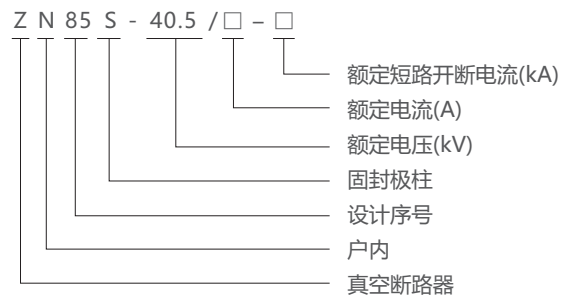 Z N 85 S - 40.5 / □ – □
额定短路开断电流(kA)
额定电流(A)
额定电压(kV)
固封极柱
设计序号
户内
真空断路器